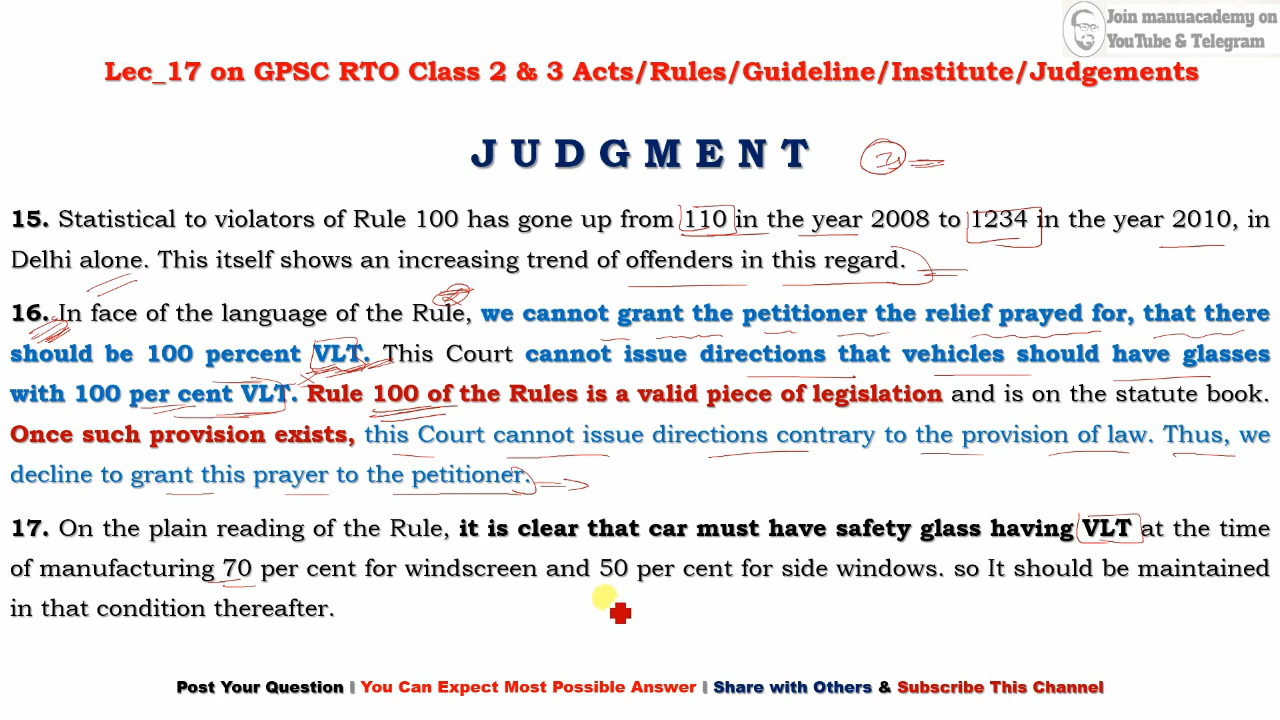 Join manuacademy on
YouTube & Telegram
Lec_17 on GPSC RTO Class 2 & 3 Acts/Rules/Guideline/Institute/Judgements
JUDGMENT
15. Statistical to violators of Rule 100 has gone up from 110 in the year 2008 to 1234 in the year 2010, in
Delhi alone. This itself shows an increasing trend of offenders in this regard.
16. In face of the language of the Rule, we cannot grant the petitioner the relief prayed for, that there
should be 100 percent VLT. This Court cannot issue directions that vehicles should have glasses
with 100 per cent VLT. Rule 100 of the Rules is a valid piece of legislation and is on the statute book.
Once such provision exists, this Court cannot issue directions contrary to the provision of law. Thus, we
decline to grant this prayer to the petitioner.
17. On the plain reading of the Rule, it is clear that car must have safety glass having VLT at the time
of manufacturing 70 per cent for windscreen and 50 per cent for side windows. so It should be maintained
in that condition thereafter.
Post Your Question | You Can Expect Most Possible Answer | Share with Others & Subscribe This Channel